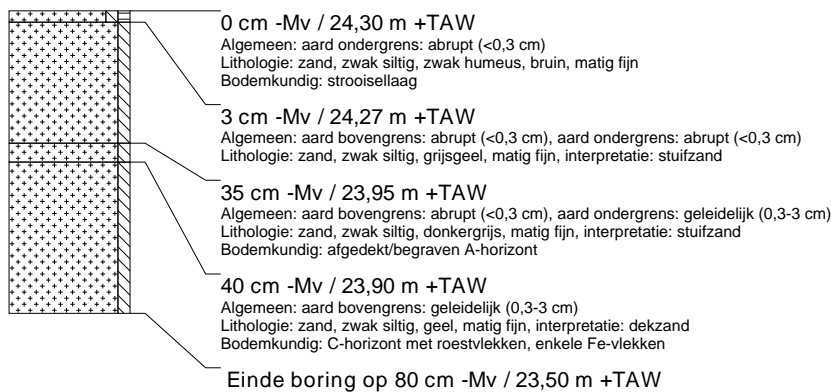 0 cm -Mv / 24,30 m +TAW
Algemeen: aard ondergrens: abrupt (<0,3 cm)
Lithologie: zand, zwak siltig, zwak humeus, bruin, matig fijn
Bodemkundig: strooisellaag
3 cm -Mv / 24,27 m +TAW
Algemeen: aard bovengrens: abrupt (<0,3 cm), aard ondergrens: abrupt (<0,3 cm)
Lithologie: zand, zwak siltig, grijsgeel, matig fijn, interpretatie: stuifzand
35 cm -Mv / 23,95 m +TAW
Algemeen: aard bovengrens: abrupt (<0,3 cm), aard ondergrens: geleidelijk (0,3-3 cm)
Lithologie: zand, zwak siltig, donkergrijs, matig fijn, interpretatie: stuifzand
Bodemkundig: afgedekt/begraven A-horizont
40 cm -Mv / 23,90 m +TAW
Algemeen: aard bovengrens: geleidelijk (0,3-3 cm)
Lithologie: zand, zwak siltig, geel, matig fijn, interpretatie: dekzand
Bodemkundig: C-horizont met roestvlekken, enkele Fe-vlekken
Einde boring op 80 cm -Mv / 23,50 m +TAW